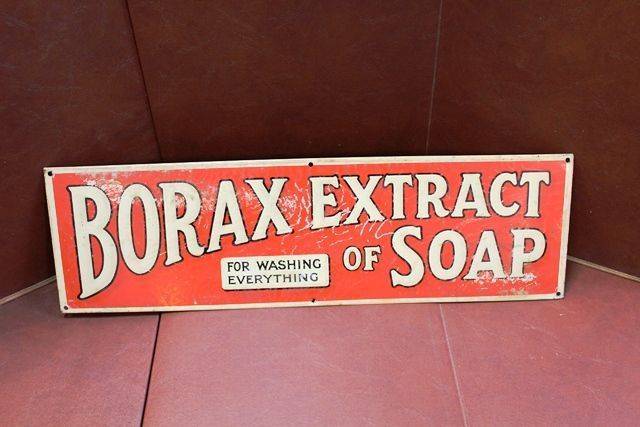 BORAX EXTRACT
OF SOAP
FOR WASHING
EVERYTHING